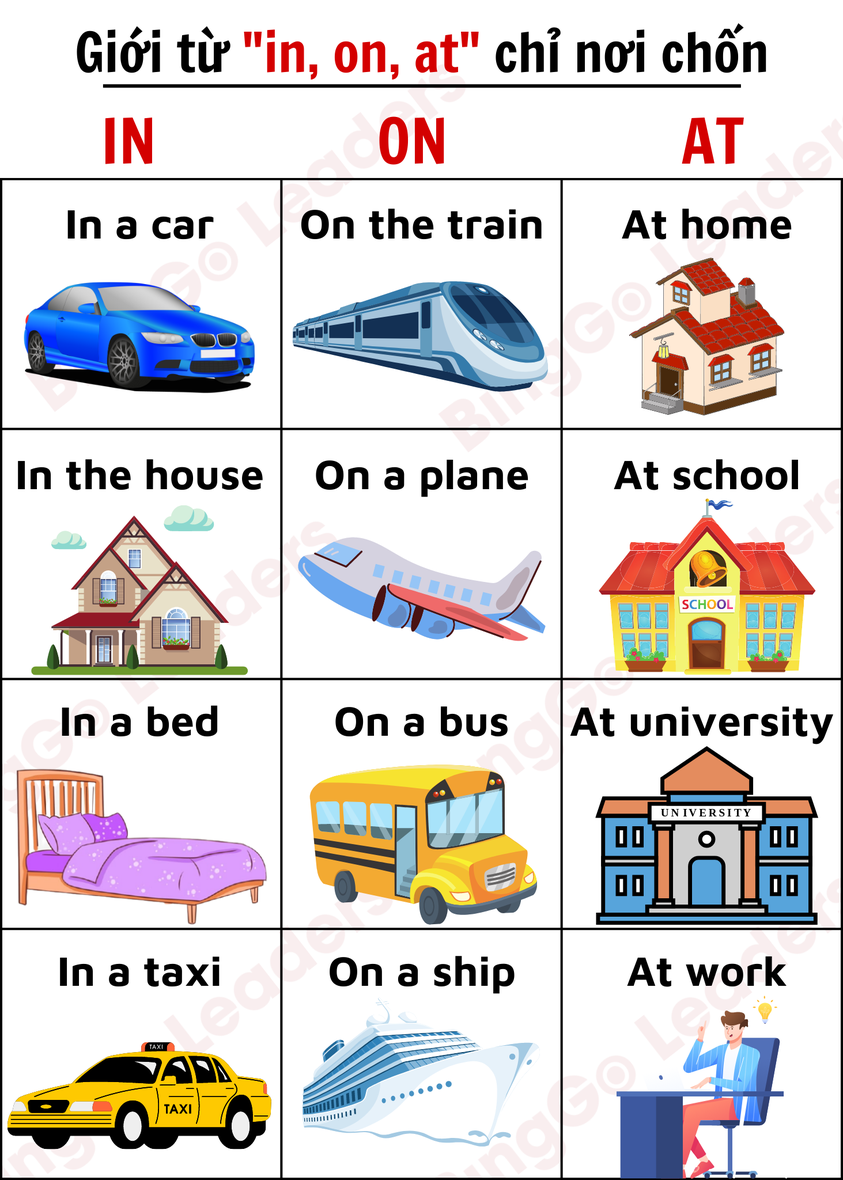 Giới từ "in, on, at" chỉ nơi chốn
IN ON AT
In a car On the train At home
In the house On a plane At school
SCHOOL
In a bed On a bus At university
UNIVERSITY
In a taxi On a ship At work
TAXI
TAXI
BingGo Leaders